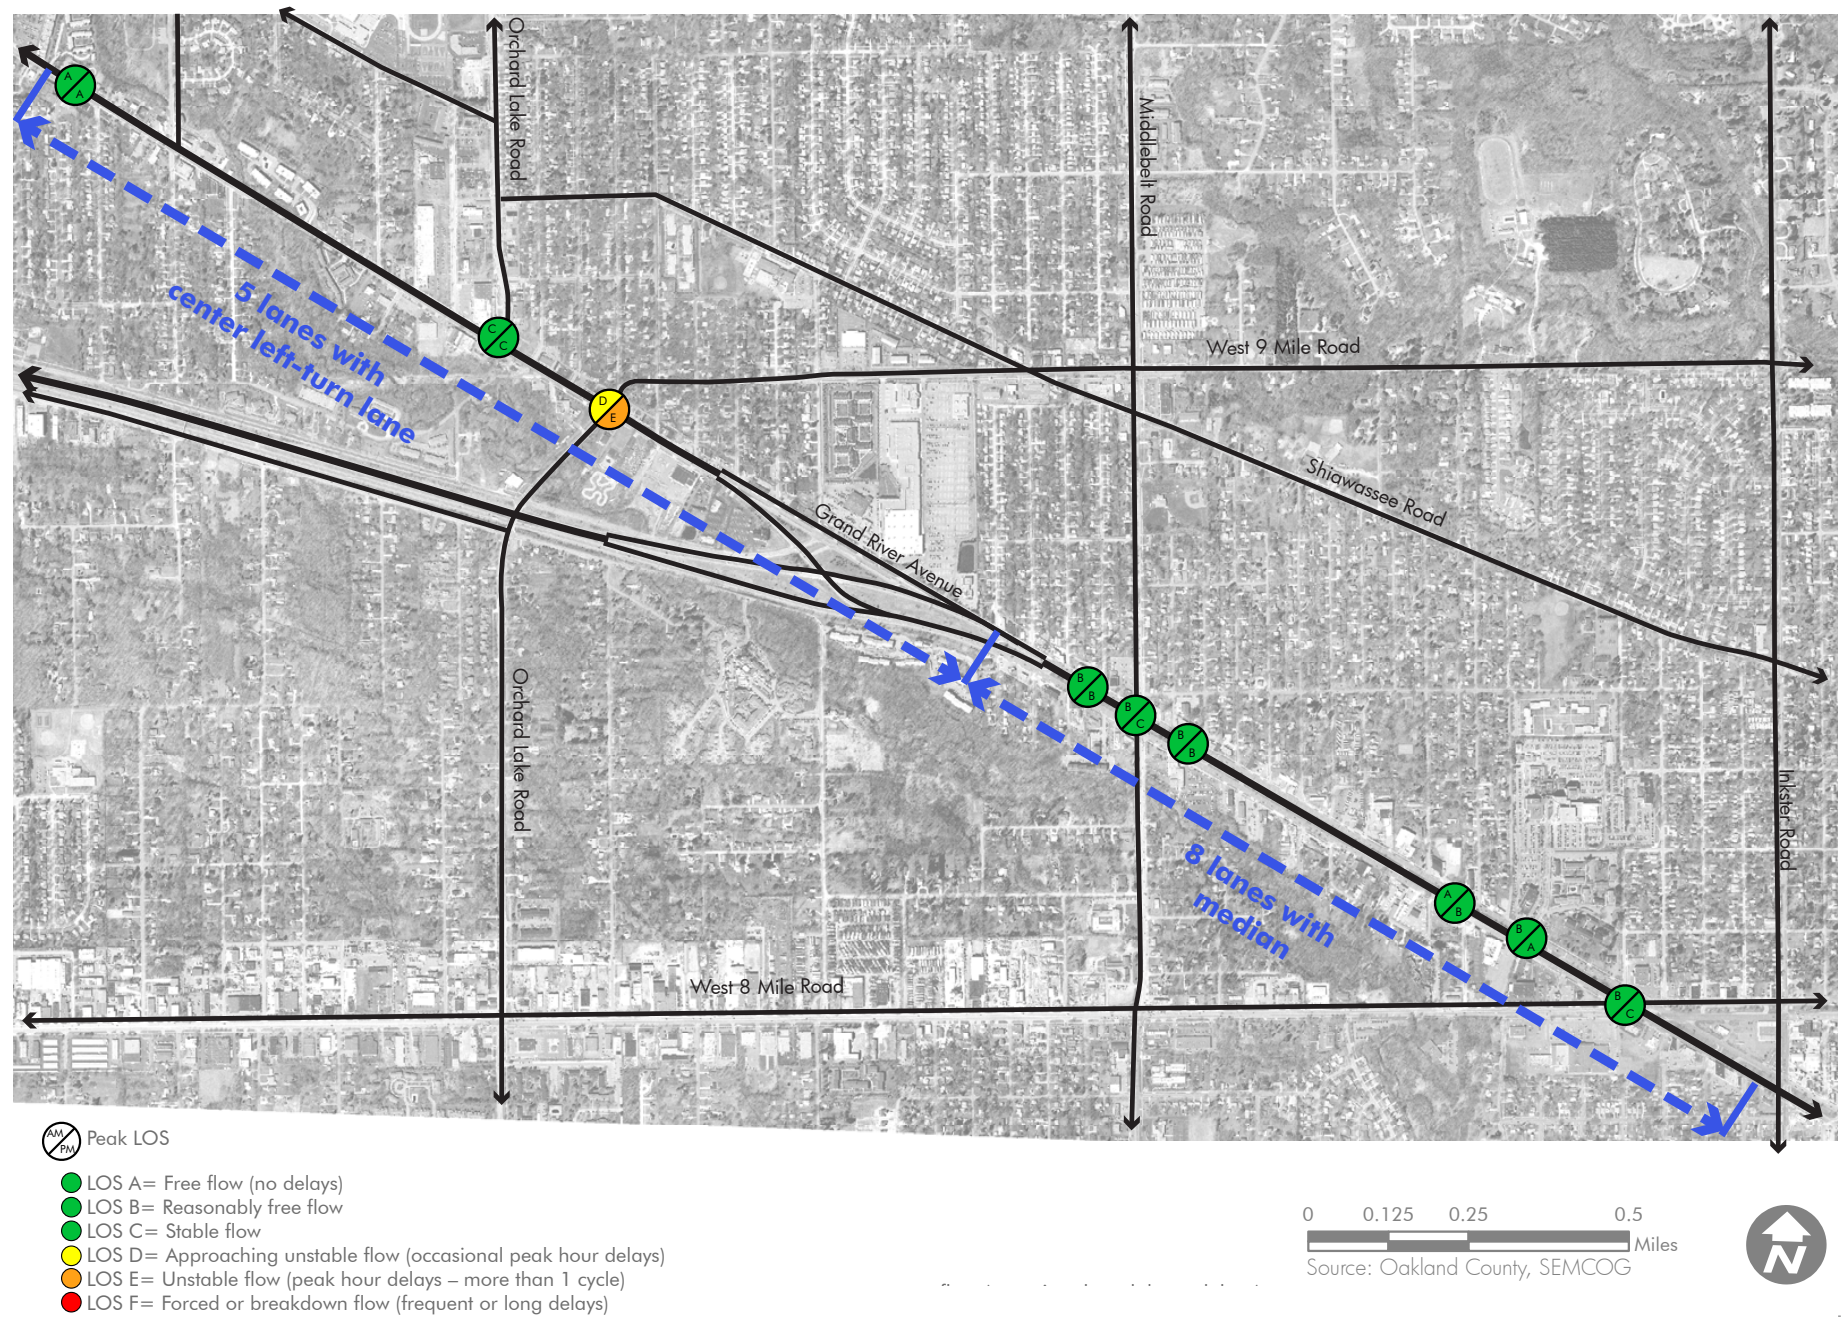 A
A
Orchard Lake Road
Middlebelt Road
5 lanes with
center left-turn lane
C
C
West 9 Mile Road
D
E
Shiawassee Road
Grand River Avenue
Orchard Lake Road
B
B
B
C
B
B
Inkster Road
8 lanes with
median
A
B
B
A
West 8 Mile Road
B
C
AM
PM
Peak LOS
LOS A= Free flow (no delays)
LOS B= Reasonably free flow
LOS C= Stable flow
LOS D= Approaching unstable flow (occasional peak hour delays)
LOS E= Unstable flow (peak hour delays – more than 1 cycle)
LOS F= Forced or breakdown flow (frequent or long delays)
0 0.125 0.25 0.5
Miles
Source: Oakland County, SEMCOG
N